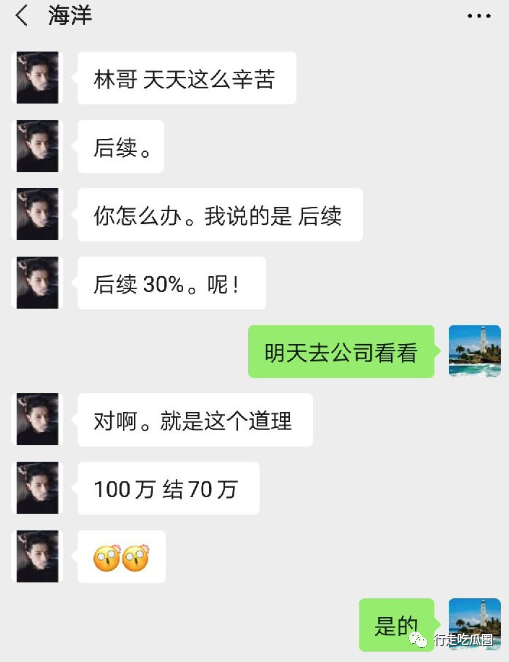 海洋
林哥 天天这么辛苦
后续。
你怎么办。我说的是 后续
后续 30%。呢！
明天去公司看看
对啊。就是这个道理
100万 结70万
是的
行走吃瓜圈